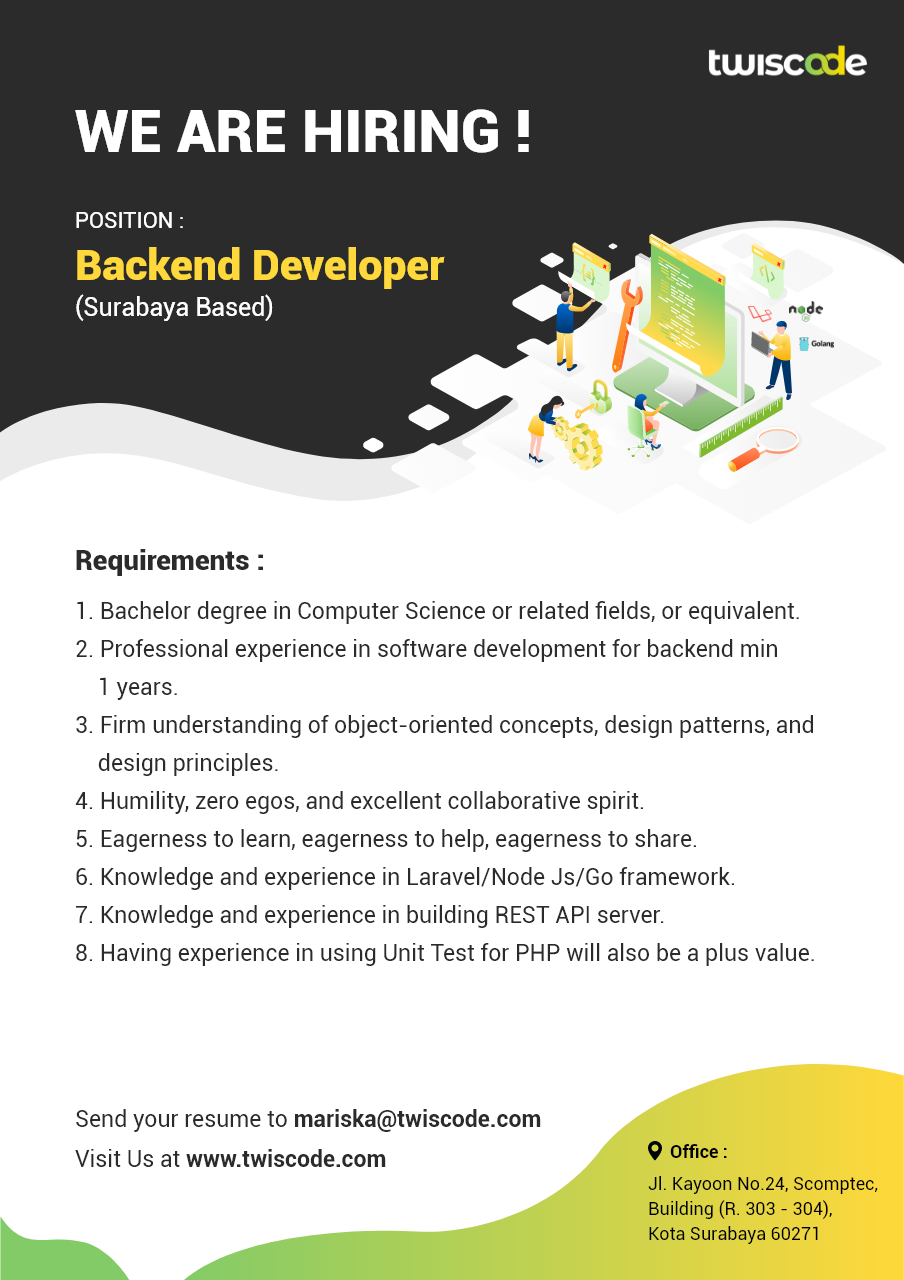 twiscode
WE ARE HIRING !
POSITION :
Backend Developer
(Surabaya Based)
node
JS
Golang
Requirements :
1. Bachelor degree in Computer Science or related fields, or equivalent.
2. Professional experience in software development for backend min
1 years.
3. Firm understanding of object-oriented concepts, design patterns, and
design principles.
4. Humility, zero egos, and excellent collaborative spirit.
5. Eagerness to learn, eagerness to help, eagerness to share.
6. Knowledge and experience in Laravel/Node Js/Go framework.
7. Knowledge and experience in building REST API server.
8. Having experience in using Unit Test for PHP will also be a plus value.
Send your resume to mariska@twiscode.com
Visit Us at www.twiscode.com
Office :
Jl. Kayoon No.24, Scomptec,
Building (R. 303 - 304),
Kota Surabaya 60271